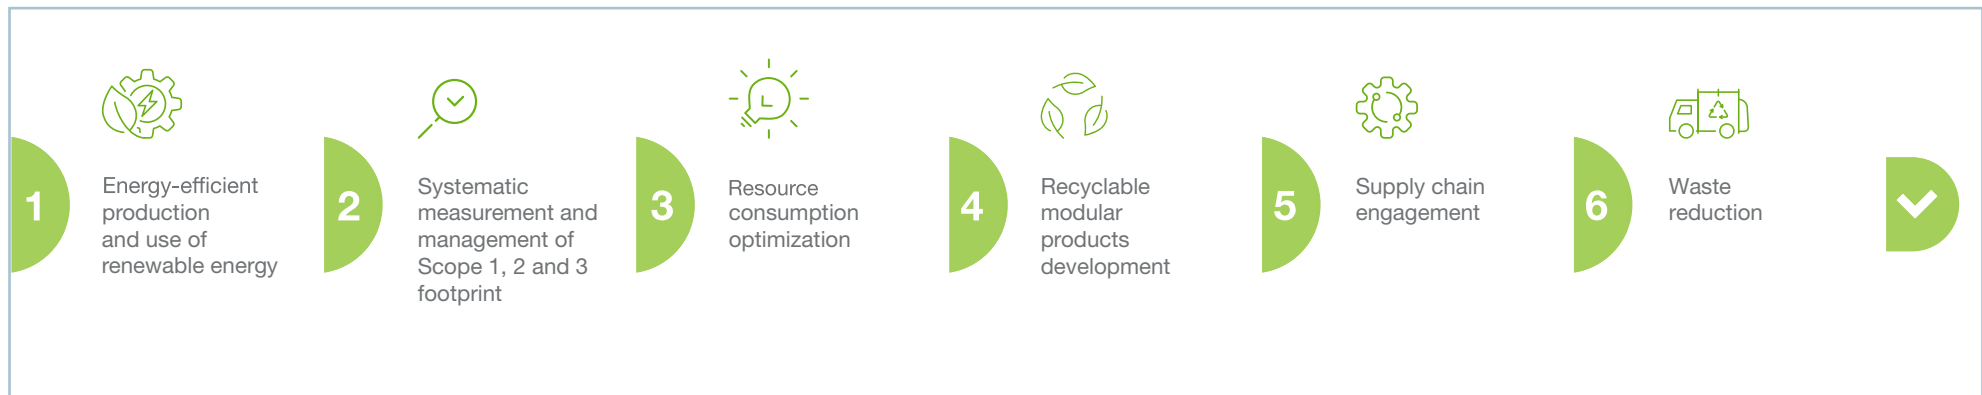 1
Energy-efficient
production
and use of
renewable energy
2
Systematic
measurement and
management of
Scope 1, 2 and 3
footprint
3
Resource
consumption
optimization
4
Recyclable
modular
products
development
5
Supply chain
engagement
6
Waste
reduction